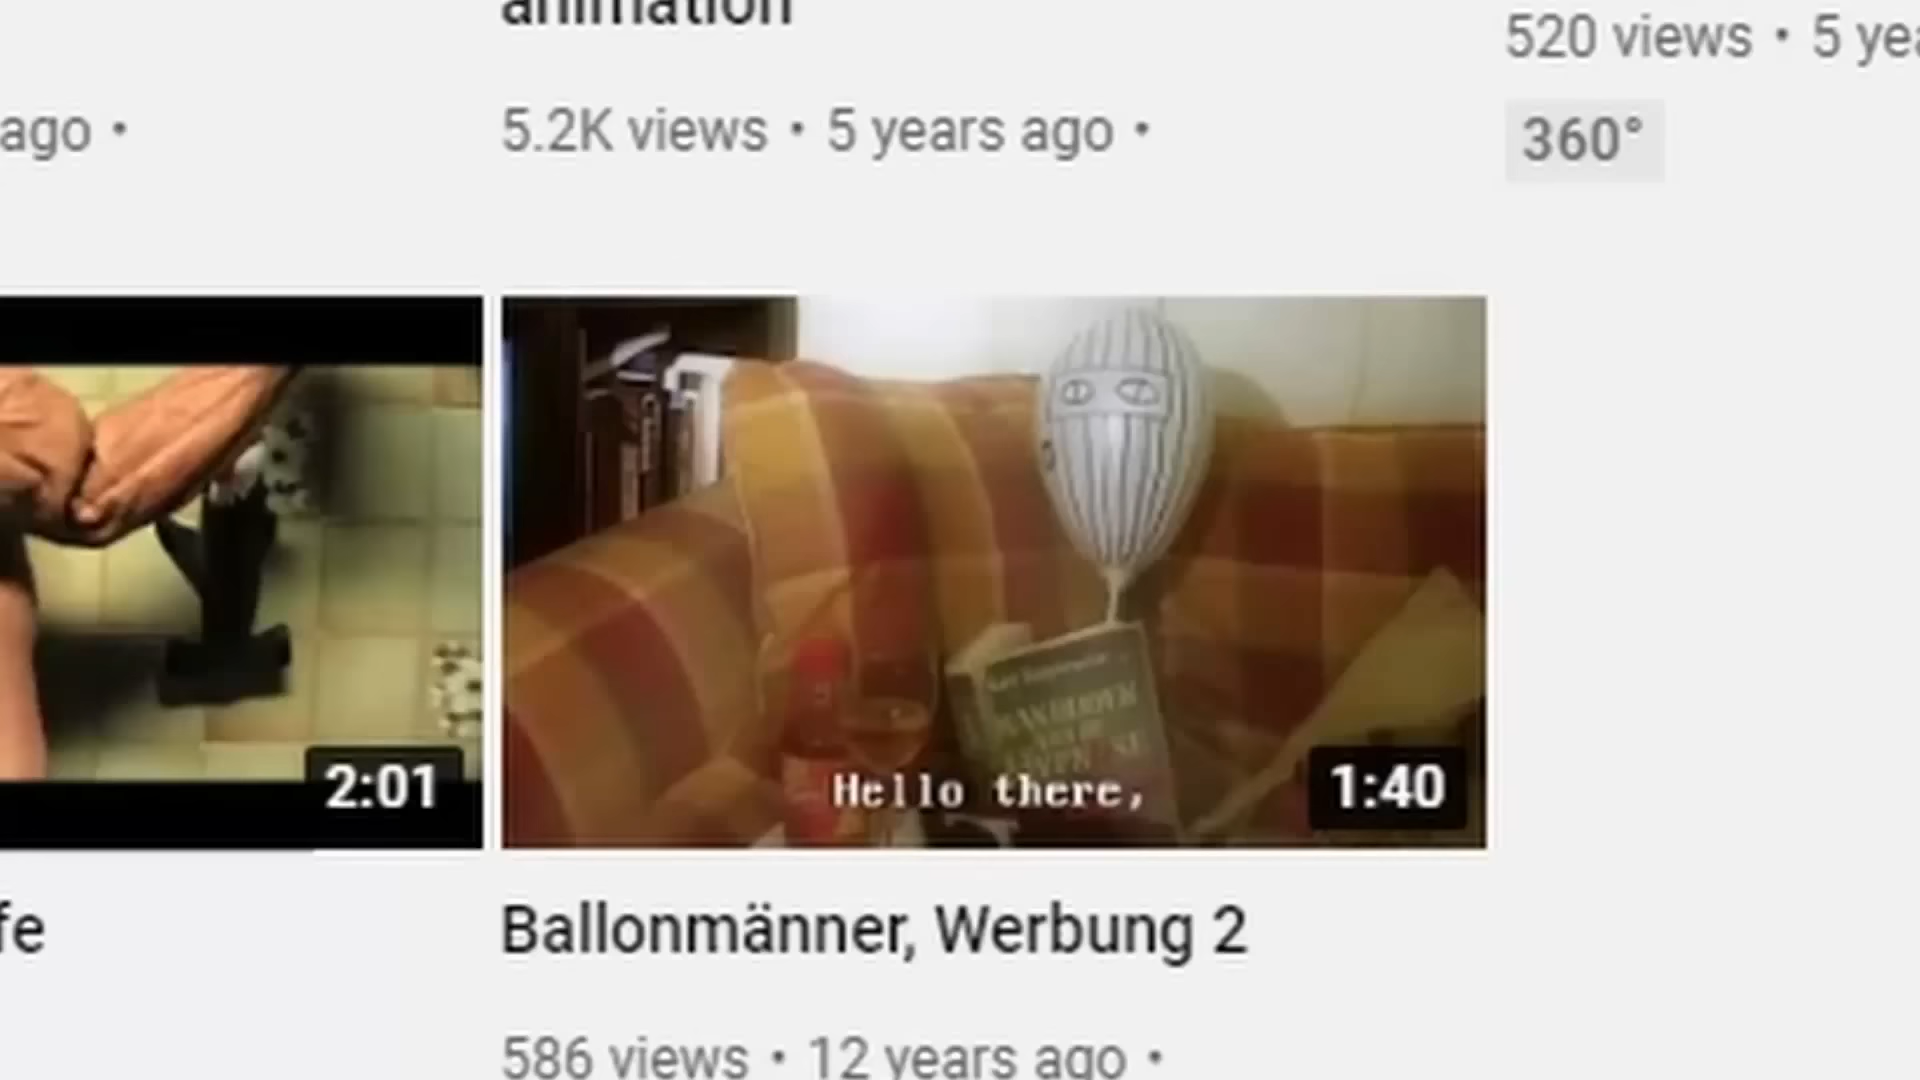 animation
520 views • 5 yea
ago •
5.2K views • 5 years ago •
360°
2:01
Hello there,
1:40
fe
Ballonmänner, Werbung 2
586 views • 12 years ago •